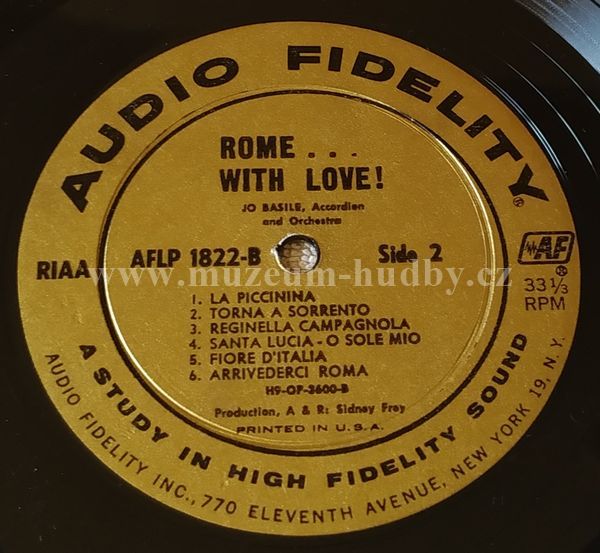 AUDIO FIDELITY®
ROME . . .
WITH LOVE!
JO BASILE, Accordion
and Orchestra
RIAA
AFLP 1822-B
Side 2
AF®
33 1/3
RPM
www.muzeum-hudby.cz
1. LA PICCININA
2. TORNA A SORRENTO
3. REGINELLA CAMPAGNOLA
4. SANTA LUCIA - O SOLE MIO
5. FIORE D'ITALIA
6. ARRIVEDERCI ROMA
H9-OP-3600-B
Production, A & R: Sidney Frey
PRINTED IN U.S.A.
A STUDY IN HIGH FIDELITY SOUND
AUDIO FIDELITY INC., 770 ELEVENTH AVENUE, NEW YORK 19, N.Y.